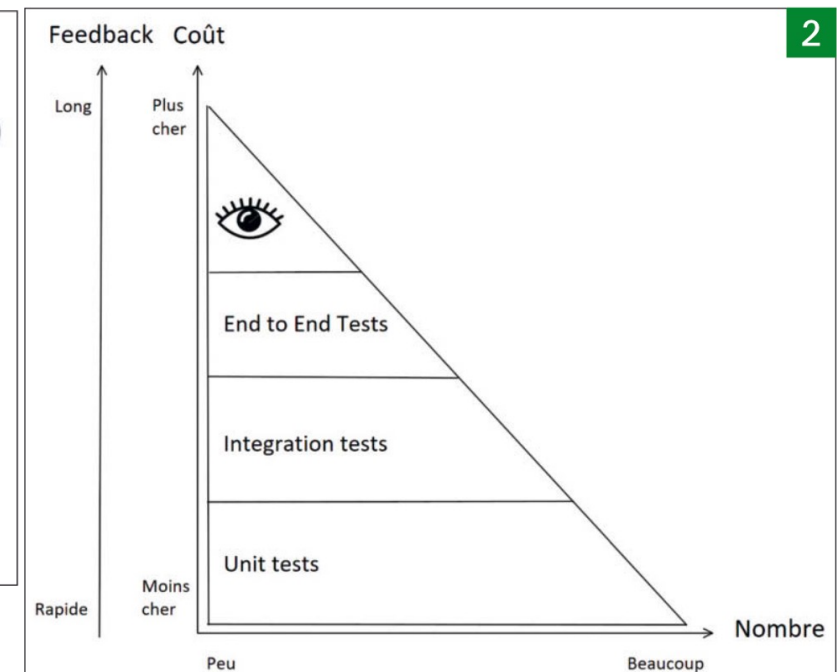 Feedback Coût
2
Long
Plus
cher
End to End Tests
Integration tests
Unit tests
Moins
cher
Rapide
Nombre
Peu
Beaucoup